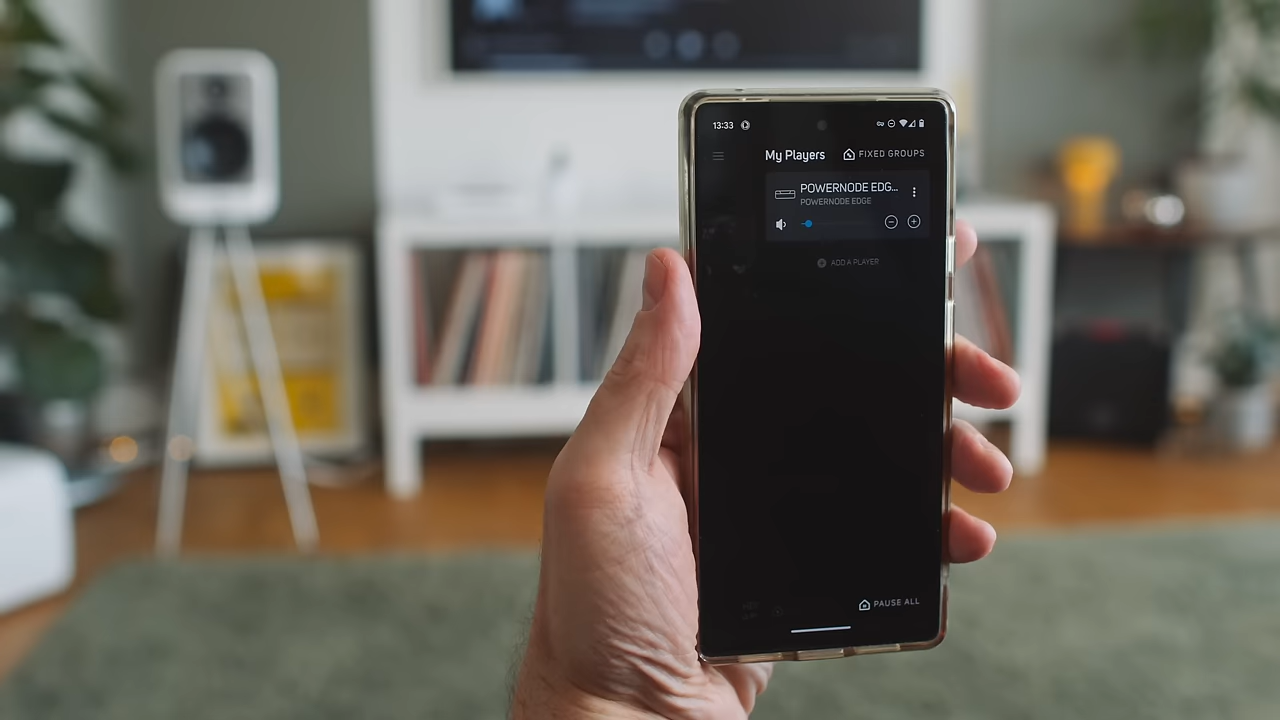 13:33
My Players
FIXED GROUPS
POWERNODE EDG...
POWERNODE EDGE
ADD A PLAYER
PAUSE ALL